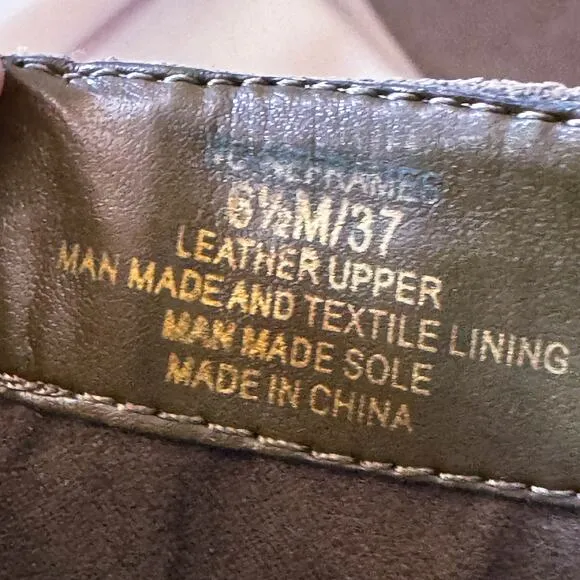 6½M/37
LEATHER UPPER
MAN MADE AND TEXTILE LINING
MAN MADE SOLE
MADE IN CHINA